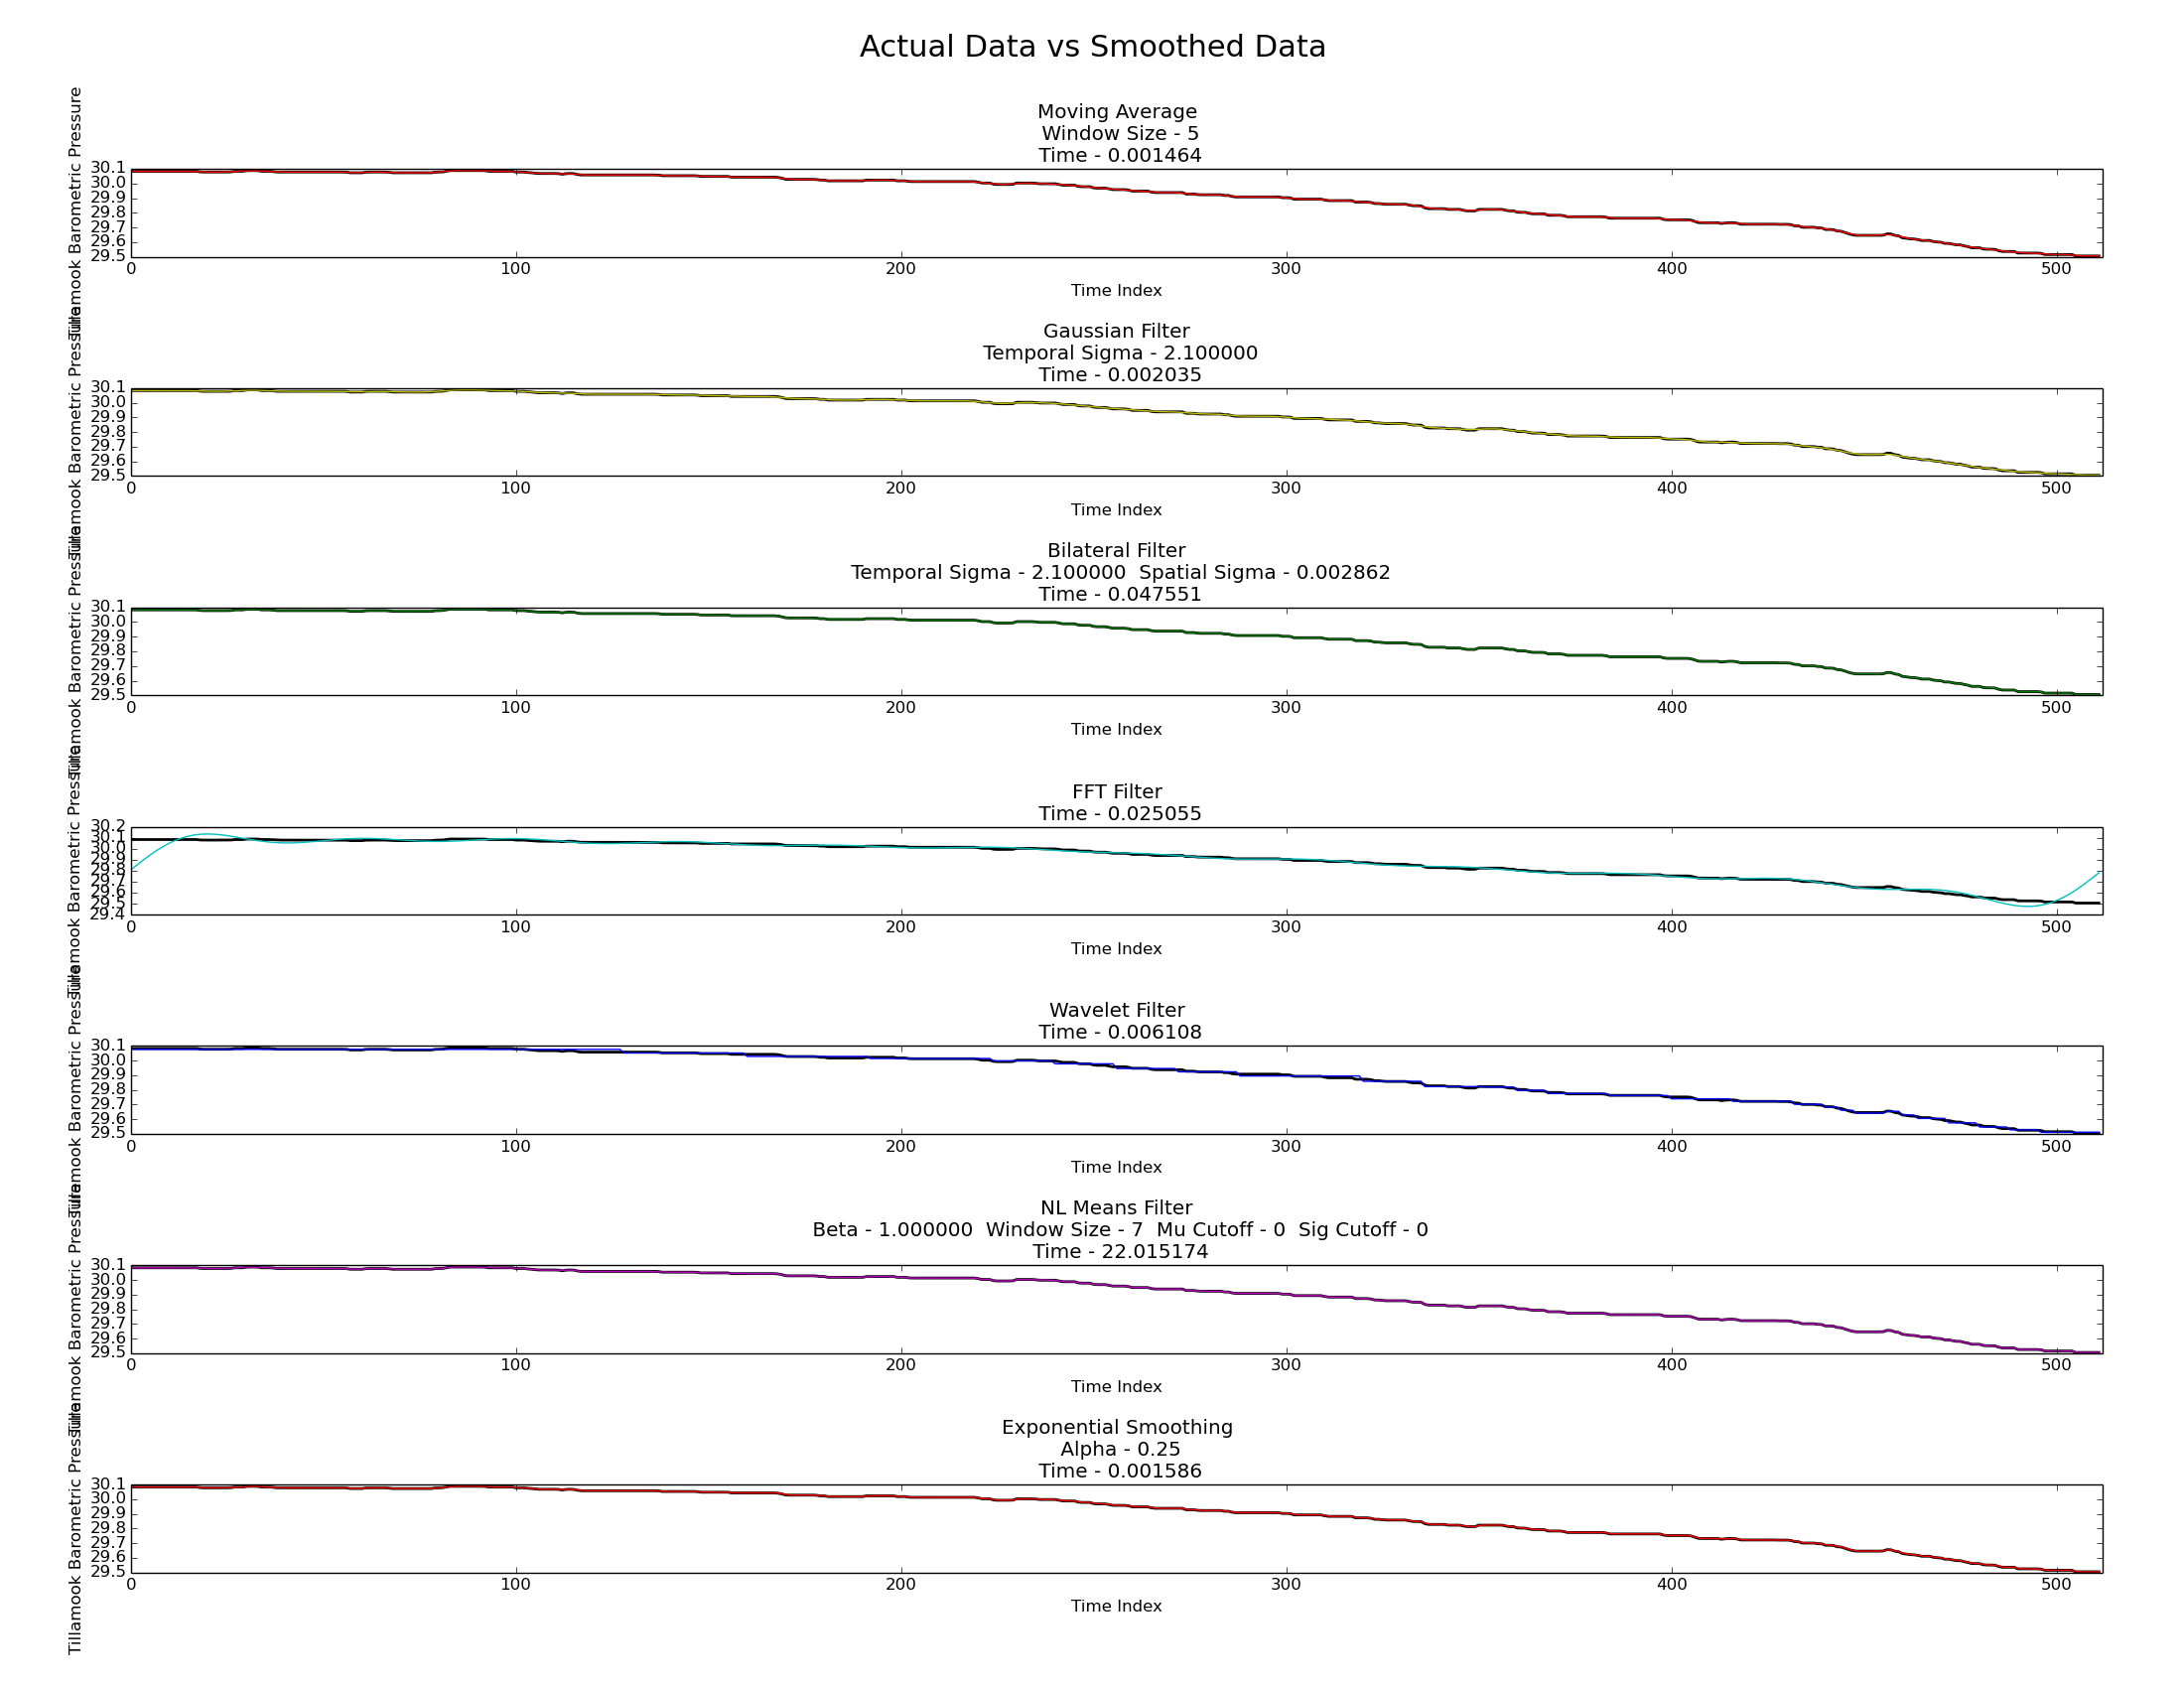 Actual Data vs Smoothed Data
Moving Average
Window Size - 5
Time - 0.001464
Tillamook Barometric Pressure
30.1
30.0
29.9
29.8
29.7
29.6
29.5
0 100 200 300 400 500
Time Index
Gaussian Filter
Temporal Sigma - 2.100000
Time - 0.002035
Tillamook Barometric Pressure
30.1
30.0
29.9
29.8
29.7
29.6
29.5
0 100 200 300 400 500
Time Index
Bilateral Filter
Temporal Sigma - 2.100000  Spatial Sigma - 0.002862
Time - 0.047551
Tillamook Barometric Pressure
30.1
30.0
29.9
29.8
29.7
29.6
29.5
0 100 200 300 400 500
Time Index
FFT Filter
Time - 0.025055
Tillamook Barometric Pressure
30.2
30.1
30.0
29.9
29.8
29.7
29.6
29.5
29.4
0 100 200 300 400 500
Time Index
Wavelet Filter
Time - 0.006108
Tillamook Barometric Pressure
30.1
30.0
29.9
29.8
29.7
29.6
29.5
0 100 200 300 400 500
Time Index
NL Means Filter
Beta - 1.000000  Window Size - 7  Mu Cutoff - 0  Sig Cutoff - 0
Time - 22.015174
Tillamook Barometric Pressure
30.1
30.0
29.9
29.8
29.7
29.6
29.5
0 100 200 300 400 500
Time Index
Exponential Smoothing
Alpha - 0.25
Time - 0.001586
Tillamook Barometric Pressure
30.1
30.0
29.9
29.8
29.7
29.6
29.5
0 100 200 300 400 500
Time Index